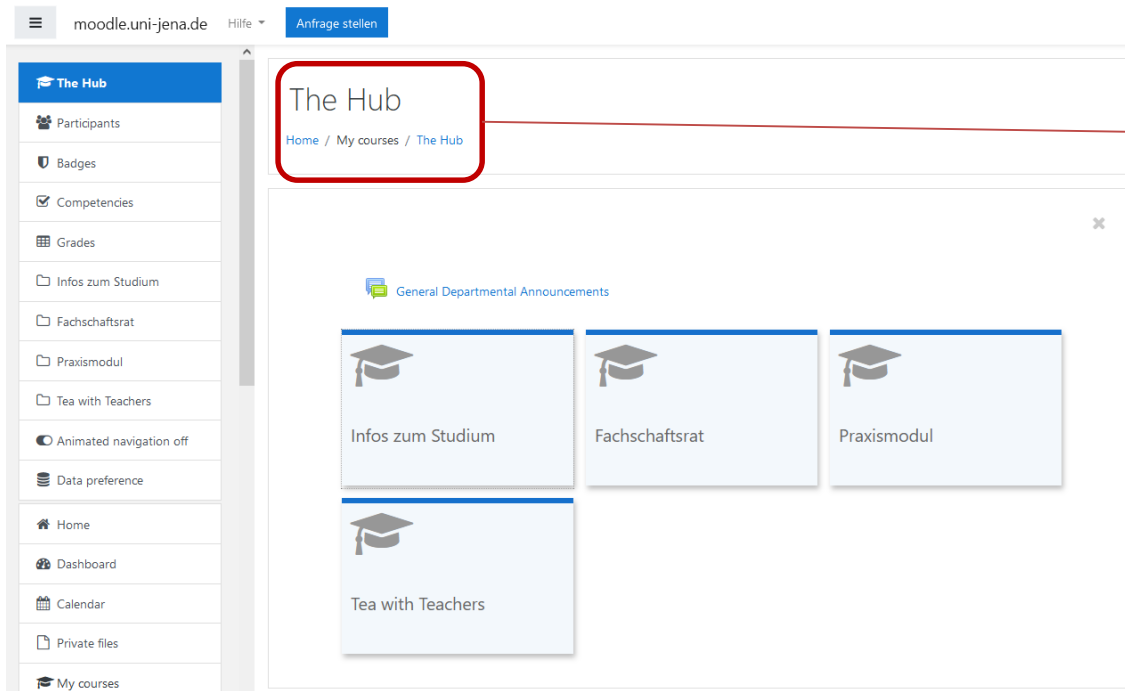 moodle.uni-jena.de Hilfe Anfrage stellen
The Hub
Participants
Badges
Competencies
Grades
Infos zum Studium
Fachschaftsrat
Praxismodul
Tea with Teachers
Animated navigation off
Data preference
Home
Dashboard
Calendar
Private files
My courses
The Hub
Home / My courses / The Hub
General Departmental Announcements
Infos zum Studium
Fachschaftsrat
Praxismodul
Tea with Teachers